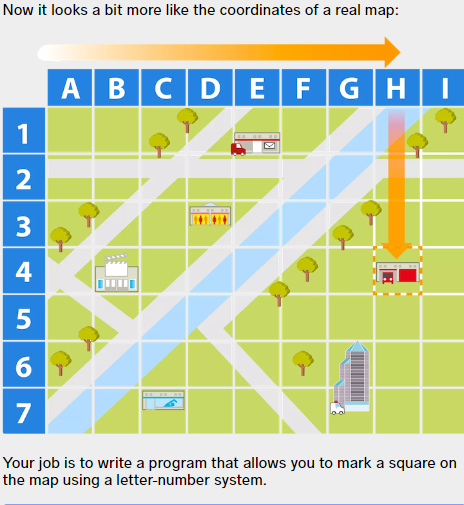 Now it looks a bit more like the coordinates of a real map:
A B C D E F G H I
1
2
3
4
5
6
7
Your job is to write a program that allows you to mark a square on
the map using a letter-number system.